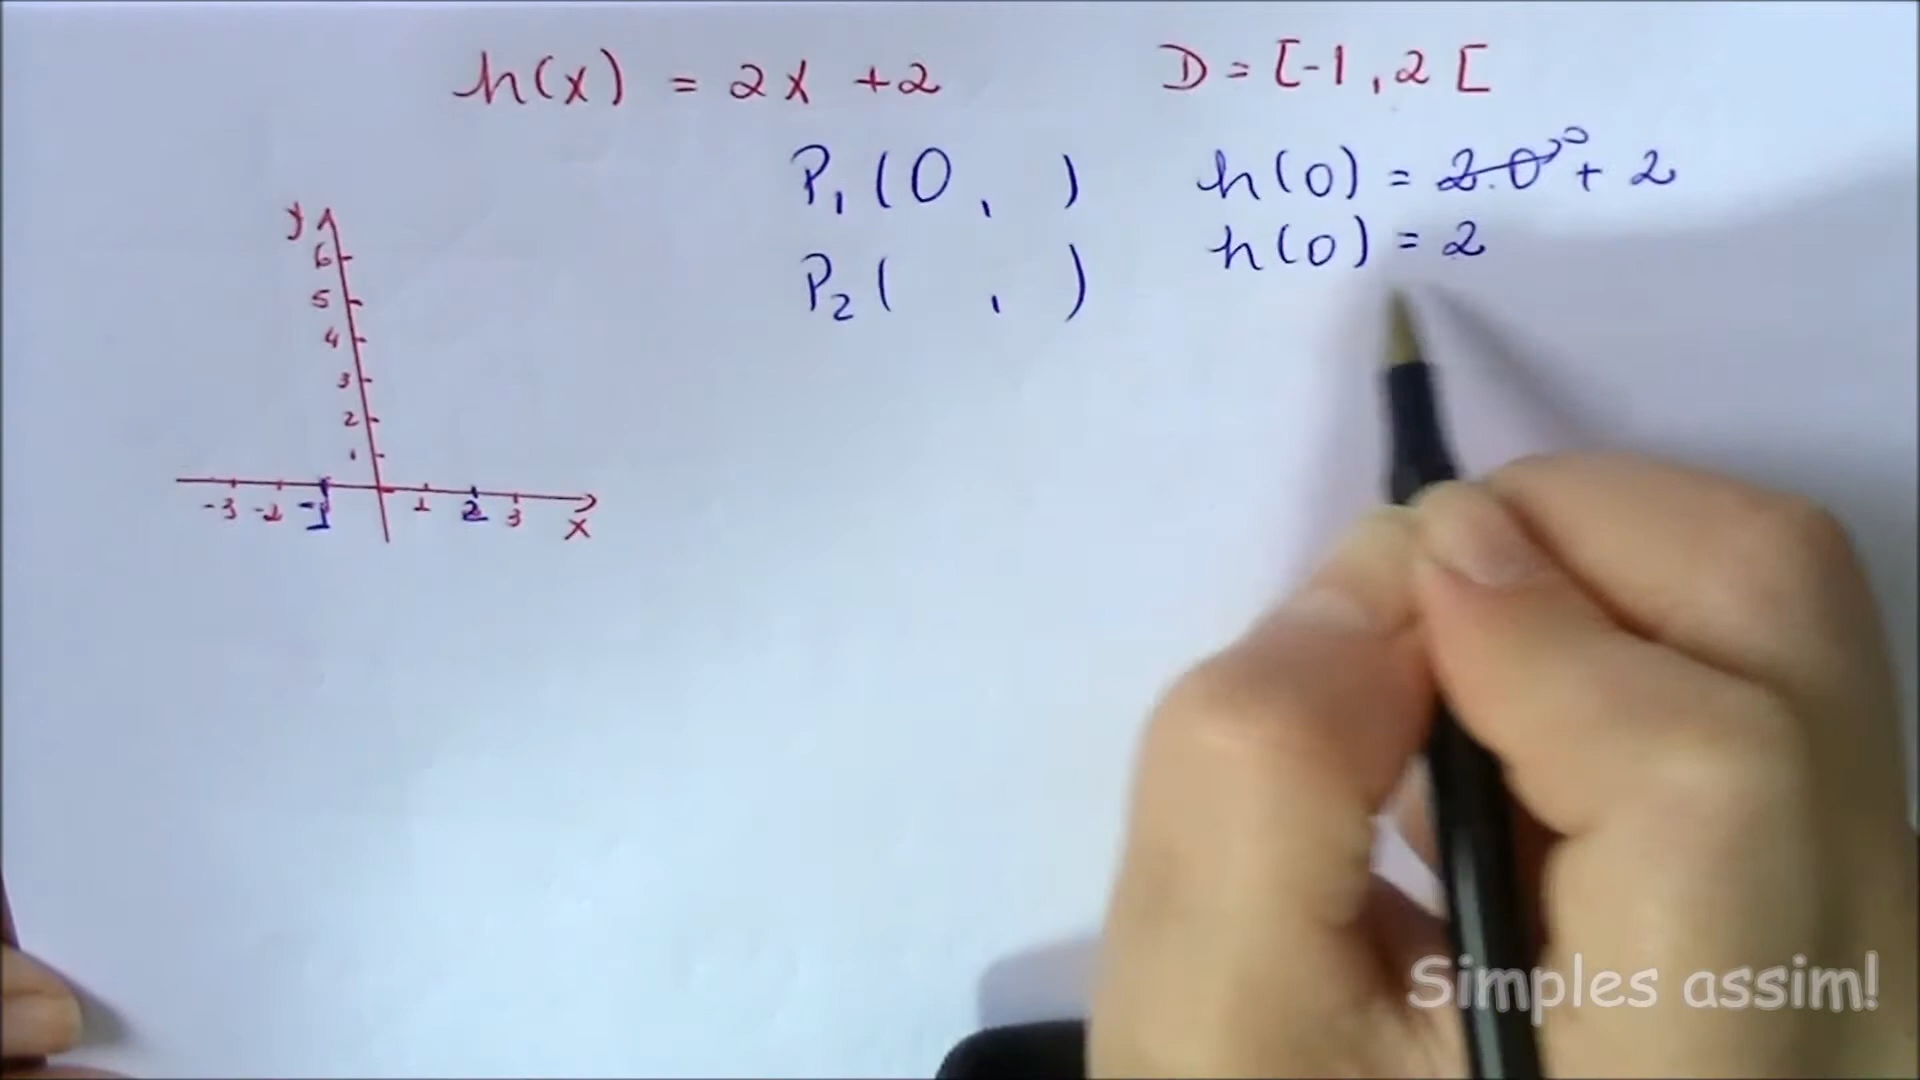 h(x) = 2x + 2
D = [-1, 2 [
P₁ ( 0 , )
h(0) = 2.0⁰ + 2
P₂ ( , )
h(0) = 2
y
6
5
4
3
2
1
-3 -2 -1 1 2 3
x
Simples assim!